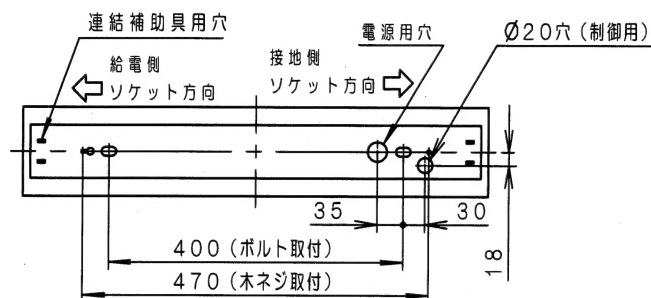 連結補助具用穴
電源用穴
Ø20穴(制御用)
給電側
ソケット方向
接地側
ソケット方向
35
30
18
400(ボルト取付)
470(木ネジ取付)